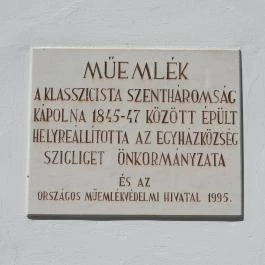 MŰEMLÉK
A KLASSZICISTA SZENTHÁROMSÁG
KÁPOLNA 1845-47 KÖZÖTT ÉPÜLT
HELYREÁLLÍTOTTA AZ EGYHÁZKÖZSÉG
SZIGLIGET ÖNKORMÁNYZATA
ÉS AZ
ORSZÁGOS MŰEMLÉKVÉDELMI HIVATAL 1995.